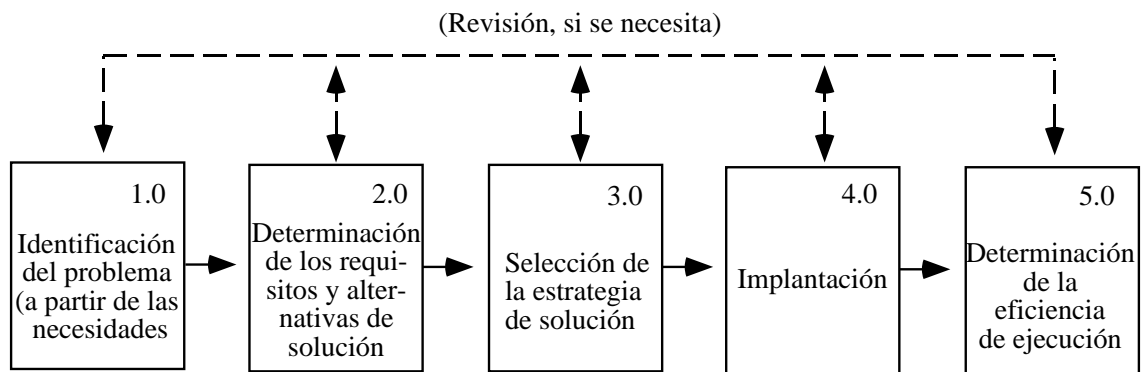 (Revisión, si se necesita)
1.0
Identificación
del problema
(a partir de las
necesidades
2.0
Determinación
de los requi-
sitos y alter-
nativas de
solución
3.0
Selección de
la estrategia
de solución
4.0
Implantación
5.0
Determinación
de la
eficiencia
de ejecución